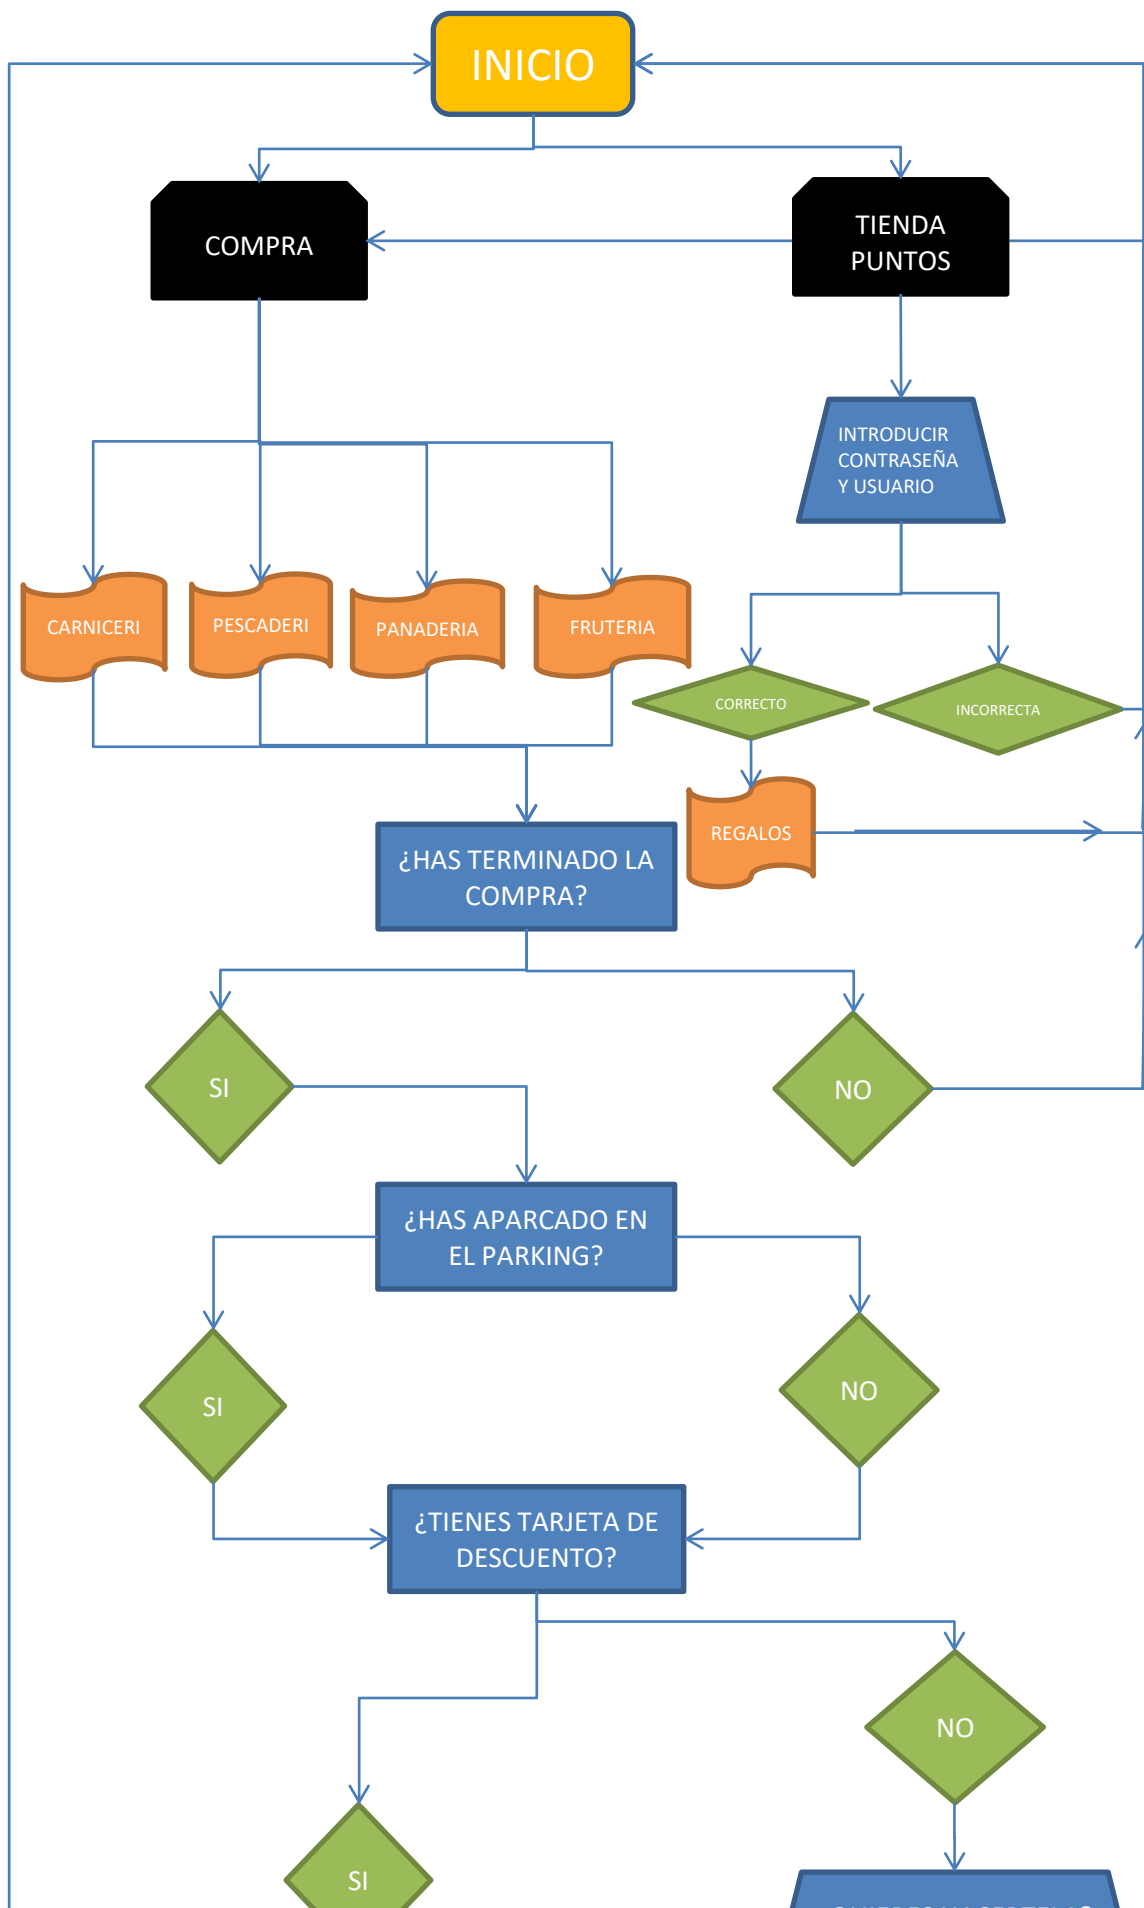 INICIO
COMPRA
TIENDA
PUNTOS
INTRODUCIR
CONTRASEÑA
Y USUARIO
CARNICERI
PESCADERI
PANADERIA
FRUTERIA
CORRECTO
INCORRECTA
REGALOS
¿HAS TERMINADO LA
COMPRA?
SI
NO
¿HAS APARCADO EN
EL PARKING?
SI
NO
¿TIENES TARJETA DE
DESCUENTO?
NO
SI